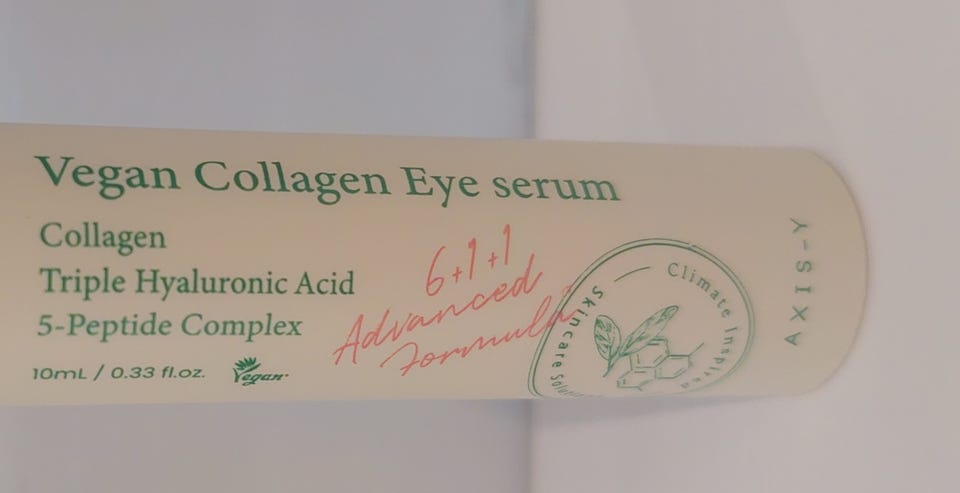 Vegan Collagen Eye serum
Collagen
Triple Hyaluronic Acid
5-Peptide Complex
10mL / 0.33 fl.oz.
Vegan
6+1+1
Advanced
Formula
Climate Inspired
Skincare
AXIS-Y